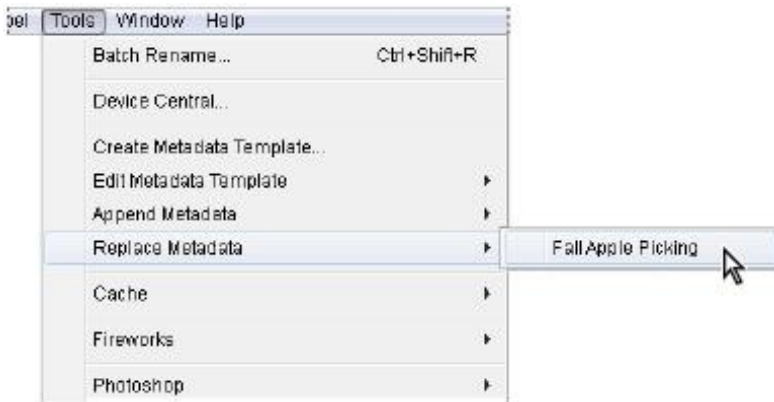 bel Tools Window Help
Batch Rename... Ctrl+Shift+R
Device Central...
Create Metadata Template...
Edit Metadata Template
Append Metadata
Replace Metadata Fall Apple Picking
Cache
Fireworks
Photoshop